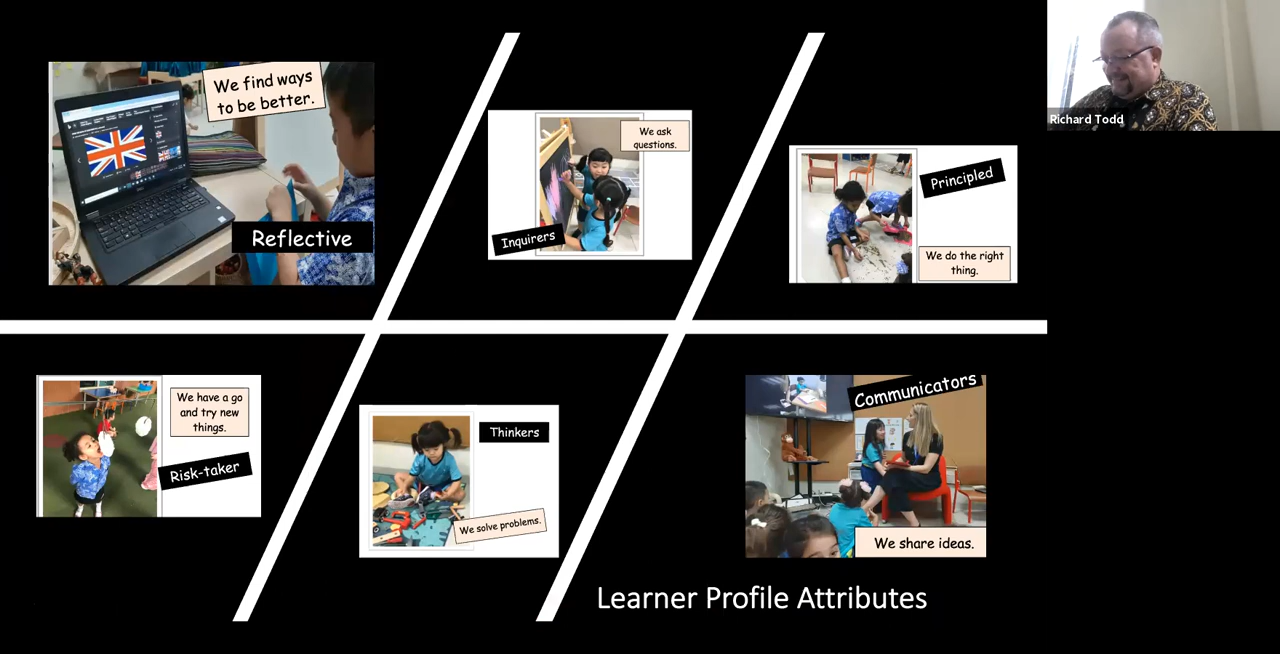 We find ways
to be better.
Reflective
We ask
questions.
Inquirers
Principled
We do the right
thing.
Richard Todd
We have a go
and try new
things.
Risk-taker
Thinkers
We solve problems.
Communicators
We share ideas.
Learner Profile Attributes